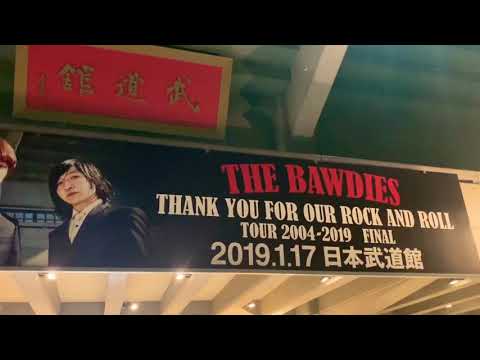 武道館
THE BAWDIES
THANK YOU FOR OUR ROCK AND ROLL
TOUR 2004-2019 FINAL
2019.1.17 日本武道館